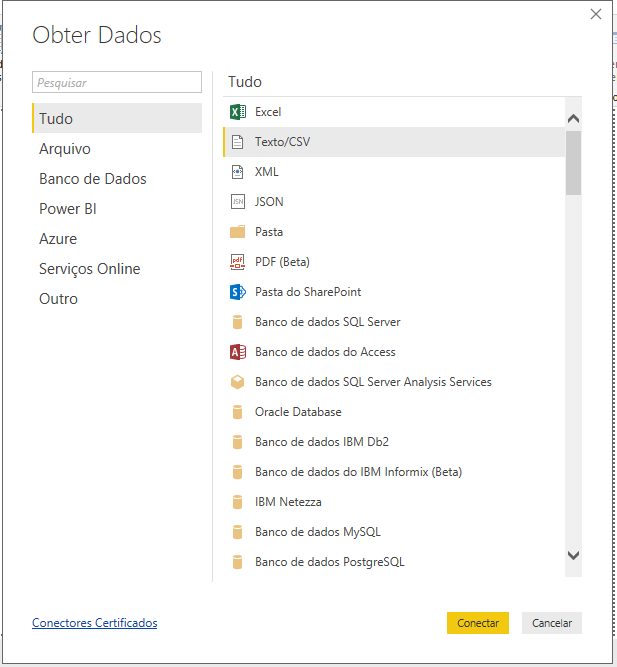 Obter Dados
Pesquisar
Tudo
Arquivo
Banco de Dados
Power BI
Azure
Serviços Online
Outro
Tudo
Excel
Texto/CSV
XML
JSON
Pasta
PDF (Beta)
Pasta do SharePoint
Banco de dados SQL Server
Banco de dados do Access
Banco de dados SQL Server Analysis Services
Oracle Database
Banco de dados IBM Db2
Banco de dados do IBM Informix (Beta)
IBM Netezza
Banco de dados MySQL
Banco de dados PostgreSQL
Conectores Certificados
Conectar
Cancelar